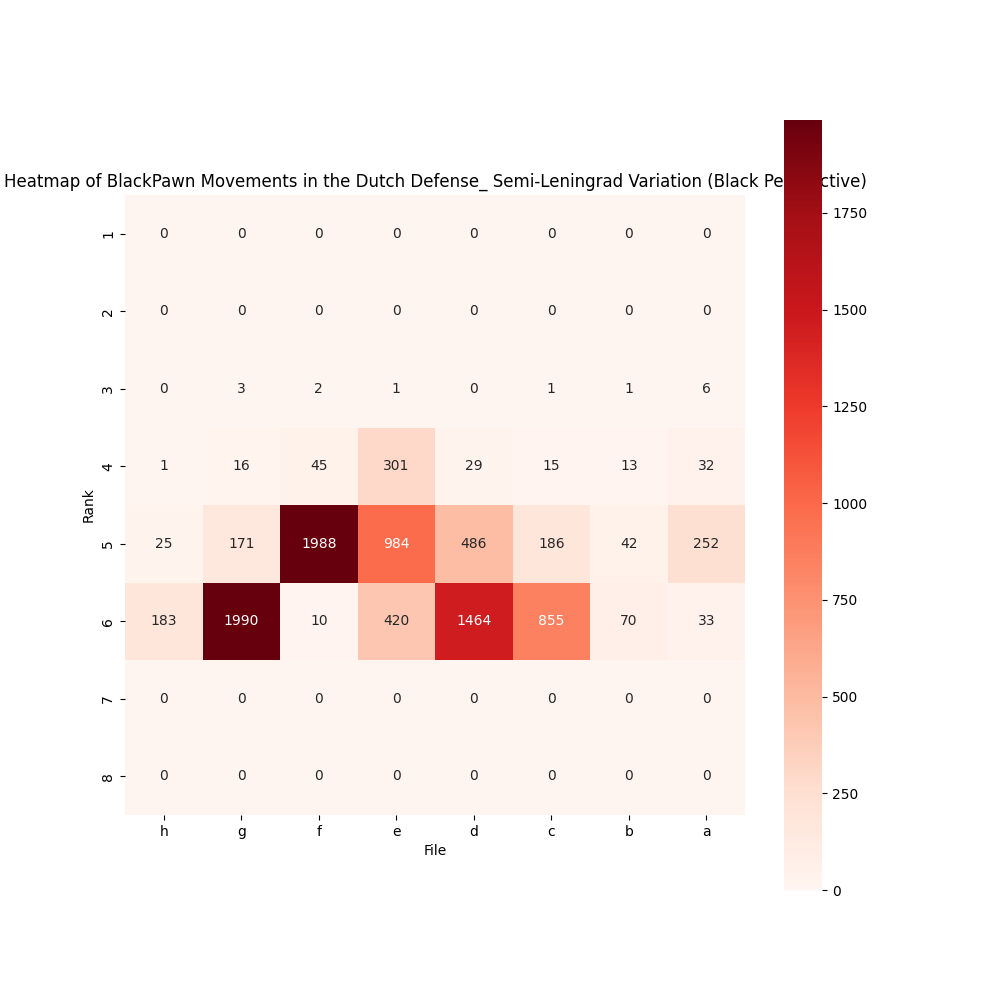 Heatmap of BlackPawn Movements in the Dutch Defense_ Semi-Leningrad Variation (Black Perspective)
1 0 0 0 0 0 0 0 0
2 0 0 0 0 0 0 0 0
3 0 3 2 1 0 1 1 6
4 1 16 45 301 29 15 13 32
Rank
5 25 171 1988 984 486 186 42 252
6 183 1990 10 420 1464 855 70 33
7 0 0 0 0 0 0 0 0
8 0 0 0 0 0 0 0 0
h g f e d c b a
File
1750
1500
1250
1000
750
500
250
0